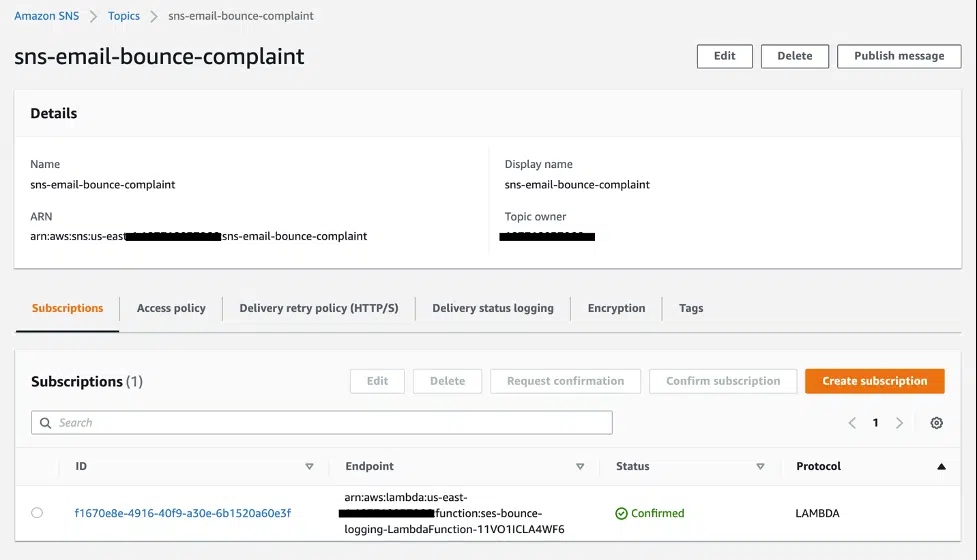 Amazon SNS > Topics > sns-email-bounce-complaint
sns-email-bounce-complaint
Edit Delete Publish message
Details
Name
sns-email-bounce-complaint
Display name
sns-email-bounce-complaint
ARN
arn:aws:sns:us-east :sns-email-bounce-complaint
Topic owner
Subscriptions Access policy Delivery retry policy (HTTP/S) Delivery status logging Encryption Tags
Subscriptions (1)
Edit Delete Request confirmation Confirm subscription Create subscription
Search
1
ID Endpoint Status Protocol
f1670e8e-4916-40f9-a30e-6b1520a60e3f
arn:aws:lambda:us-east-
:function:ses-bounce-
logging-LambdaFunction-11VO1ICLA4WF6
Confirmed
LAMBDA